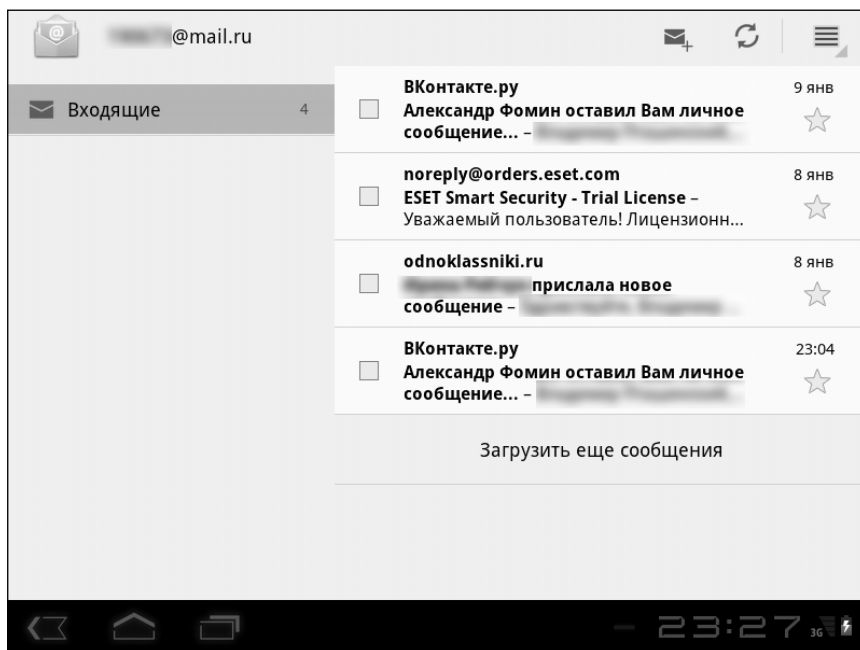 @mail.ru
Входящие 4
ВКонтакте.ру 9 янв
Александр Фомин оставил Вам личное
сообщение... –
noreply@orders.eset.com 8 янв
ESET Smart Security - Trial License –
Уважаемый пользователь! Лицензионн...
odnoklassniki.ru 8 янв
прислала новое
сообщение –
ВКонтакте.ру 23:04
Александр Фомин оставил Вам личное
сообщение... –
Загрузить еще сообщения
23:27 3G